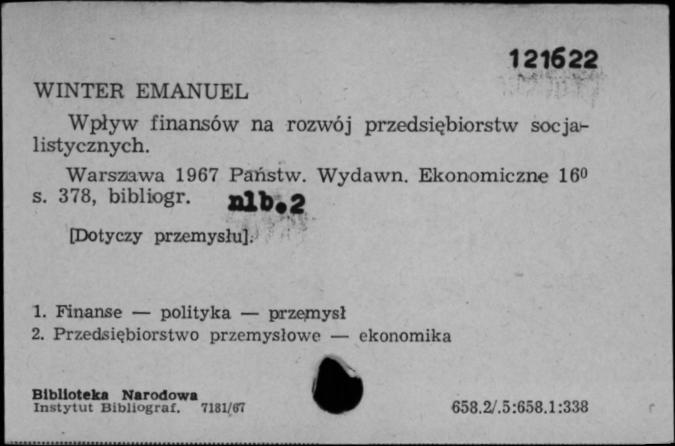 121622
WINTER EMANUEL
Wpływ finansów na rozwój przedsiębiorstw socja-
listycznych.
Warszawa 1967 Państw. Wydawn. Ekonomiczne 16⁰
s. 378, bibliogr. nlb.2
[Dotyczy przemysłu].
1. Finanse — polityka — przemysł
2. Przedsiębiorstwo przemysłowe — ekonomika
Biblioteka Narodowa
Instytut Bibliograf. 7181/67 658.2/.5:658.1:338